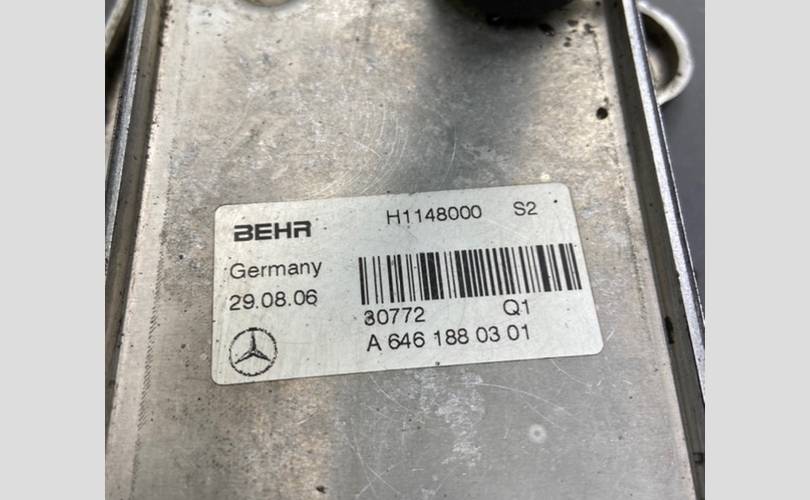 BEHR H1148000 S2
Germany
29.08.06
30772 Q1
A 646 188 03 01